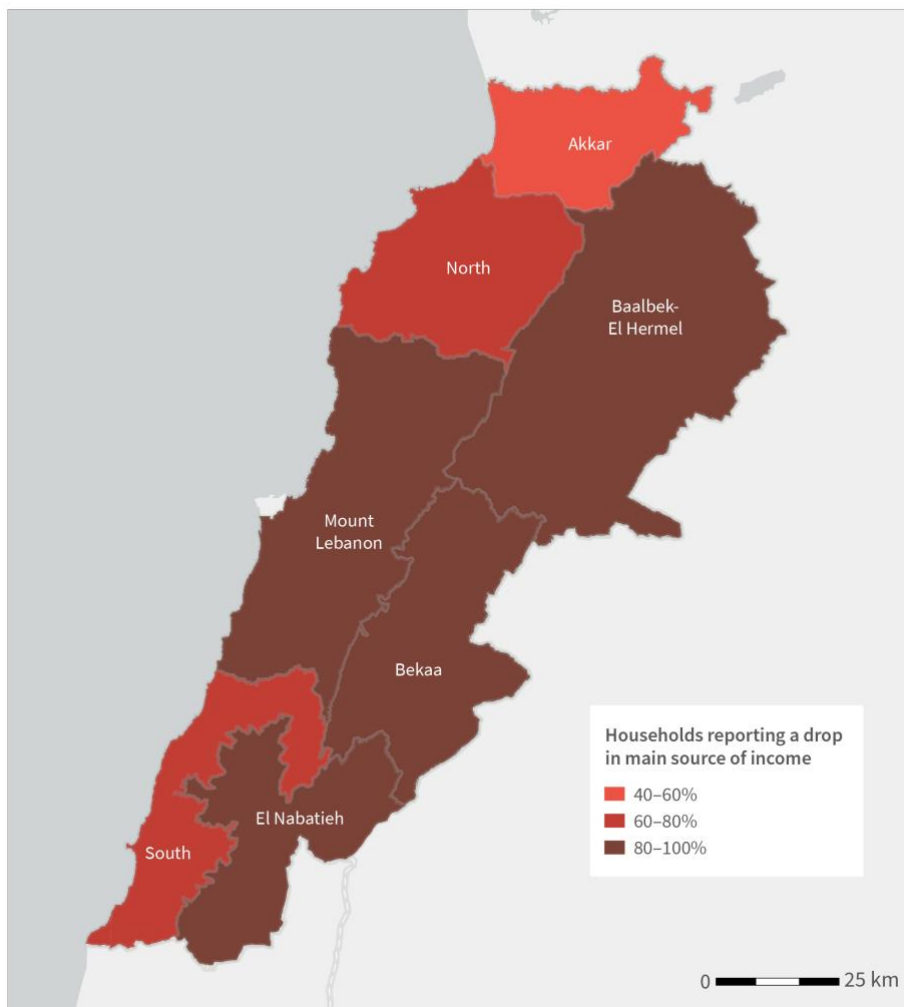 Akkar
North
Baalbek-
El Hermel
Mount
Lebanon
Bekaa
El Nabatieh
South
Households reporting a drop
in main source of income
40–60%
60–80%
80–100%
0
25 km